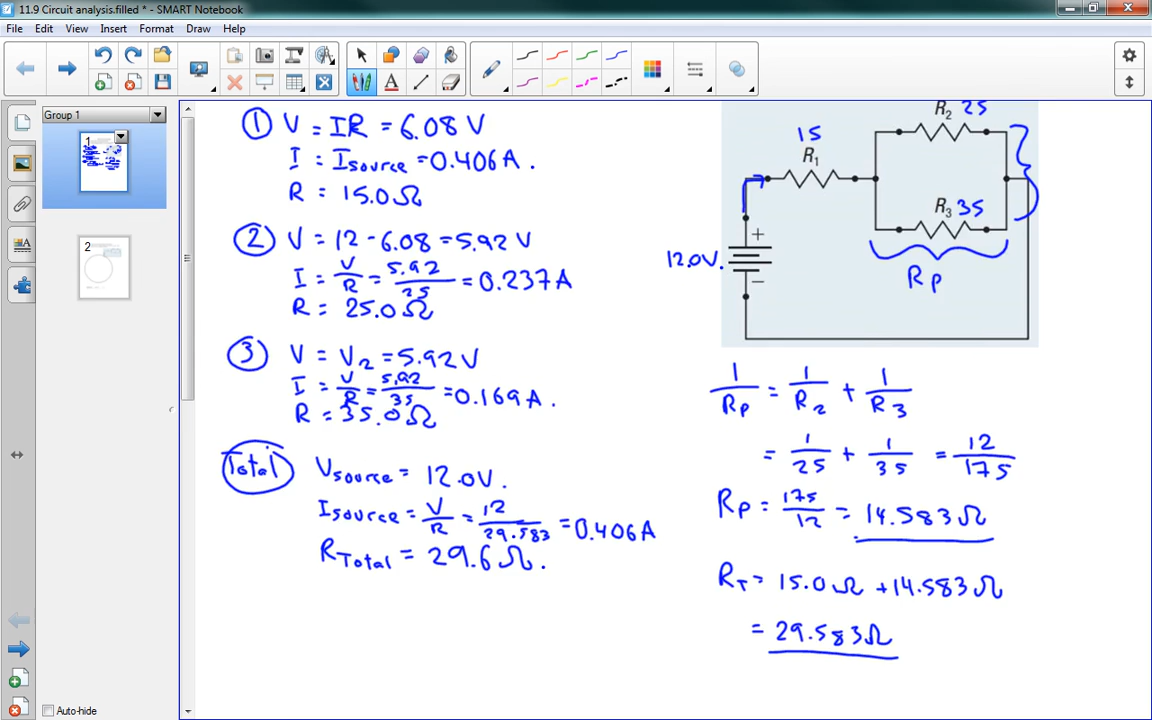 11.9 Circuit analysis.filled * - SMART Notebook
File Edit View Insert Format Draw Help
Group 1
1
2
Auto-hide
① V = IR = 6.08 V
I = Isource = 0.406 A.
R = 15.0 Ω
② V = 12 - 6.08 = 5.92 V
I = V/R = 5.92/25 = 0.237 A
R = 25.0 Ω
③ V = V₂ = 5.92 V
I = V/R = 5.92/35 = 0.169 A.
R = 35.0 Ω
Total Vsource = 12.0V.
Isource = V/R = 12/29.583 = 0.406 A
RTotal = 29.6 Ω.
R₂ 25
15
R₁
R₃ 35
+
12.0V.
−
Rp
1/Rp = 1/R₂ + 1/R₃
= 1/25 + 1/35 = 12/175
Rp = 175/12 = 14.583 Ω
RT = 15.0 Ω + 14.583 Ω
= 29.583 Ω